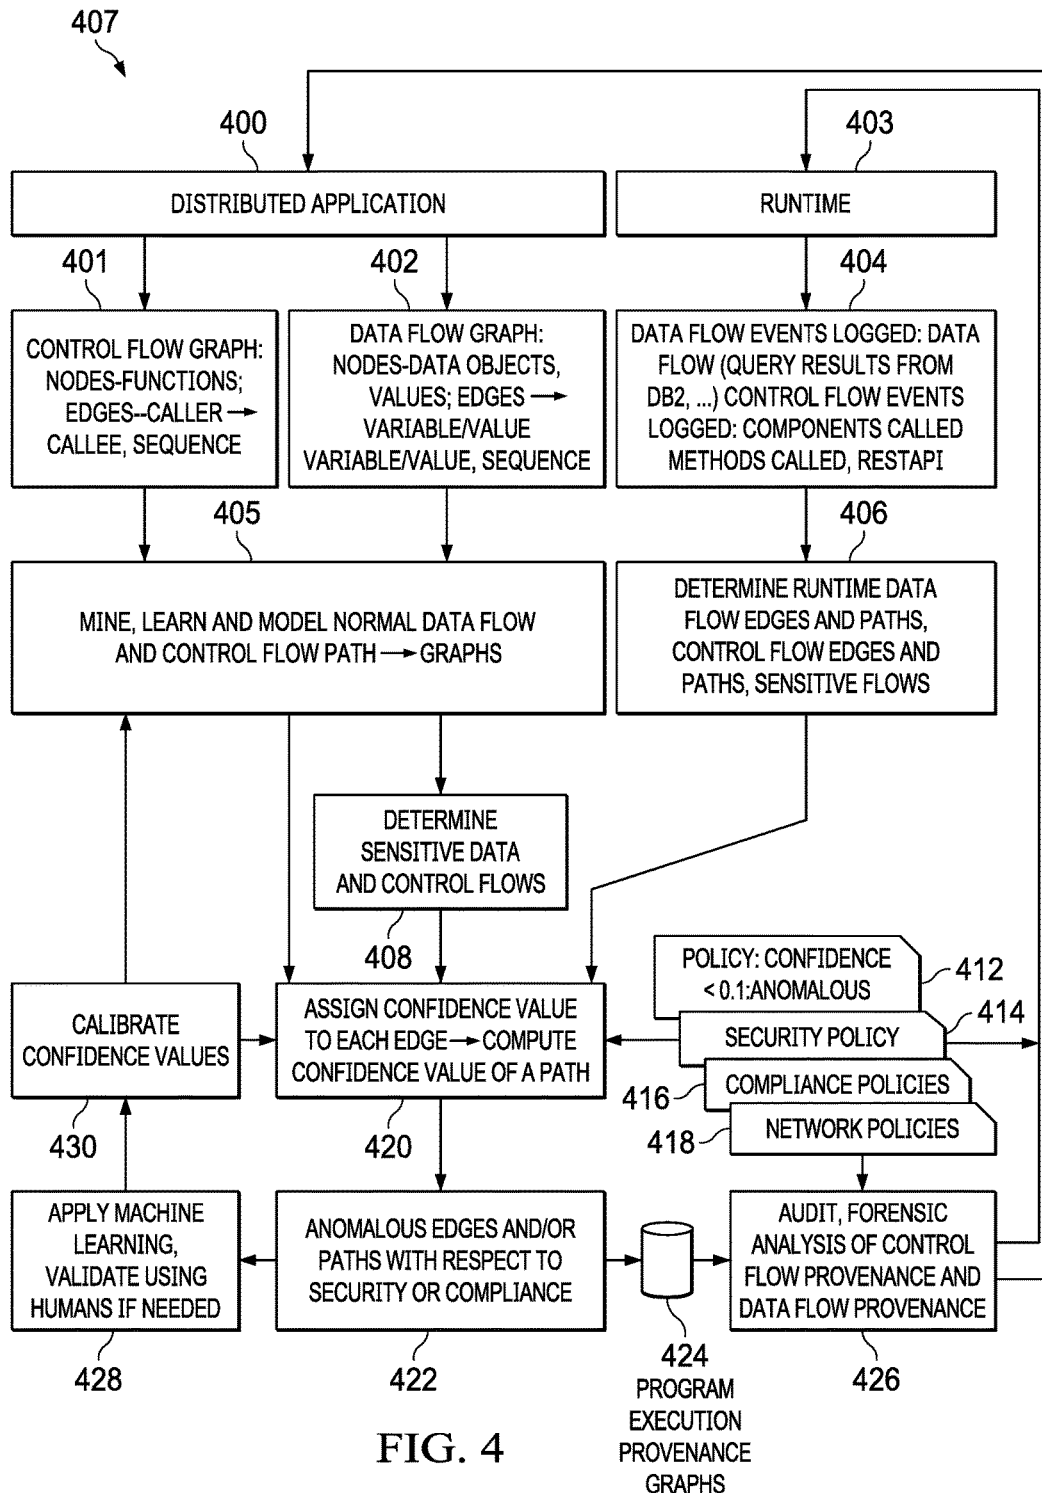 407
400
403
DISTRIBUTED APPLICATION
RUNTIME
401
402
404
CONTROL FLOW GRAPH:
NODES-FUNCTIONS;
EDGES--CALLER →
CALLEE, SEQUENCE
DATA FLOW GRAPH:
NODES-DATA OBJECTS,
VALUES; EDGES →
VARIABLE/VALUE
VARIABLE/VALUE, SEQUENCE
DATA FLOW EVENTS LOGGED: DATA
FLOW (QUERY RESULTS FROM
DB2, ...) CONTROL FLOW EVENTS
LOGGED: COMPONENTS CALLED
METHODS CALLED, RESTAPI
405
406
MINE, LEARN AND MODEL NORMAL DATA FLOW
AND CONTROL FLOW PATH → GRAPHS
DETERMINE RUNTIME DATA
FLOW EDGES AND PATHS,
CONTROL FLOW EDGES AND
PATHS, SENSITIVE FLOWS
DETERMINE
SENSITIVE DATA
AND CONTROL FLOWS
408
POLICY: CONFIDENCE
< 0.1:ANOMALOUS
412
CALIBRATE
CONFIDENCE VALUES
ASSIGN CONFIDENCE VALUE
TO EACH EDGE → COMPUTE
CONFIDENCE VALUE OF A PATH
SECURITY POLICY
414
COMPLIANCE POLICIES
416
NETWORK POLICIES
418
430
420
APPLY MACHINE
LEARNING,
VALIDATE USING
HUMANS IF NEEDED
ANOMALOUS EDGES AND/OR
PATHS WITH RESPECT TO
SECURITY OR COMPLIANCE
AUDIT, FORENSIC
ANALYSIS OF CONTROL
FLOW PROVENANCE AND
DATA FLOW PROVENANCE
428
422
424
PROGRAM
EXECUTION
PROVENANCE
GRAPHS
426
FIG. 4